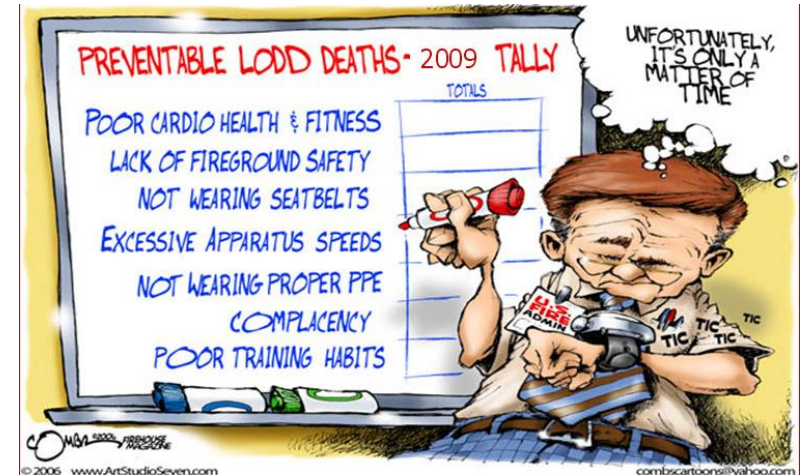 PREVENTABLE LODD DEATHS- 2009 TALLY
TOTALS
POOR CARDIO HEALTH & FITNESS
LACK OF FIREGROUND SAFETY
NOT WEARING SEATBELTS
EXCESSIVE APPARATUS SPEEDS
NOT WEARING PROPER PPE
COMPLACENCY
POOR TRAINING HABITS
UNFORTUNATELY,
IT'S ONLY A
MATTER OF
TIME
U.S.
FIRE
ADMIN
TIC
TIC
TIC
TIC
COMBS ©2006 FIREHOUSE
MAGAZINE
© 2006 www.ArtStudioSeven.com
combscartoons@yahoo.com